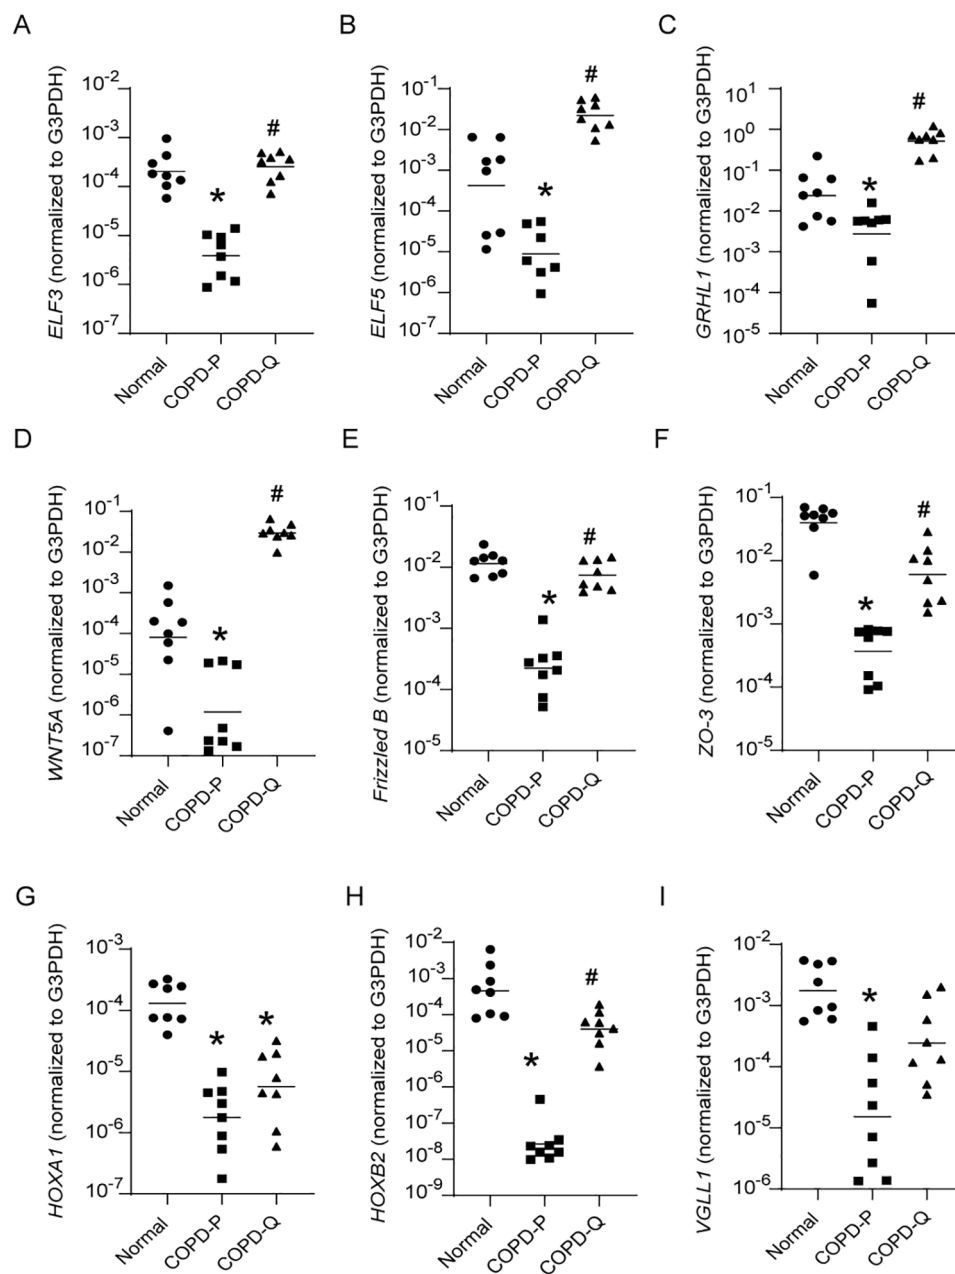 A
ELF3 (normalized to G3PDH)
10⁻²
10⁻³
10⁻⁴
10⁻⁵
10⁻⁶
10⁻⁷
*
#
Normal
COPD-P
COPD-Q
B
ELF5 (normalized to G3PDH)
10⁻¹
10⁻²
10⁻³
10⁻⁴
10⁻⁵
10⁻⁶
10⁻⁷
*
#
Normal
COPD-P
COPD-Q
C
GRHL1 (normalized to G3PDH)
10¹
10⁰
10⁻¹
10⁻²
10⁻³
10⁻⁴
10⁻⁵
*
#
Normal
COPD-P
COPD-Q
D
WNT5A (normalized to G3PDH)
10⁻¹
10⁻²
10⁻³
10⁻⁴
10⁻⁵
10⁻⁶
10⁻⁷
*
#
Normal
COPD-P
COPD-Q
E
Frizzled B (normalized to G3PDH)
10⁻¹
10⁻²
10⁻³
10⁻⁴
10⁻⁵
*
#
Normal
COPD-P
COPD-Q
F
ZO-3 (normalized to G3PDH)
10⁻¹
10⁻²
10⁻³
10⁻⁴
10⁻⁵
*
#
Normal
COPD-P
COPD-Q
G
HOXA1 (normalized to G3PDH)
10⁻³
10⁻⁴
10⁻⁵
10⁻⁶
10⁻⁷
*
*
Normal
COPD-P
COPD-Q
H
HOXB2 (normalized to G3PDH)
10⁻²
10⁻³
10⁻⁴
10⁻⁵
10⁻⁶
10⁻⁷
10⁻⁸
10⁻⁹
*
#
Normal
COPD-P
COPD-Q
I
VGLL1 (normalized to G3PDH)
10⁻²
10⁻³
10⁻⁴
10⁻⁵
10⁻⁶
*
Normal
COPD-P
COPD-Q